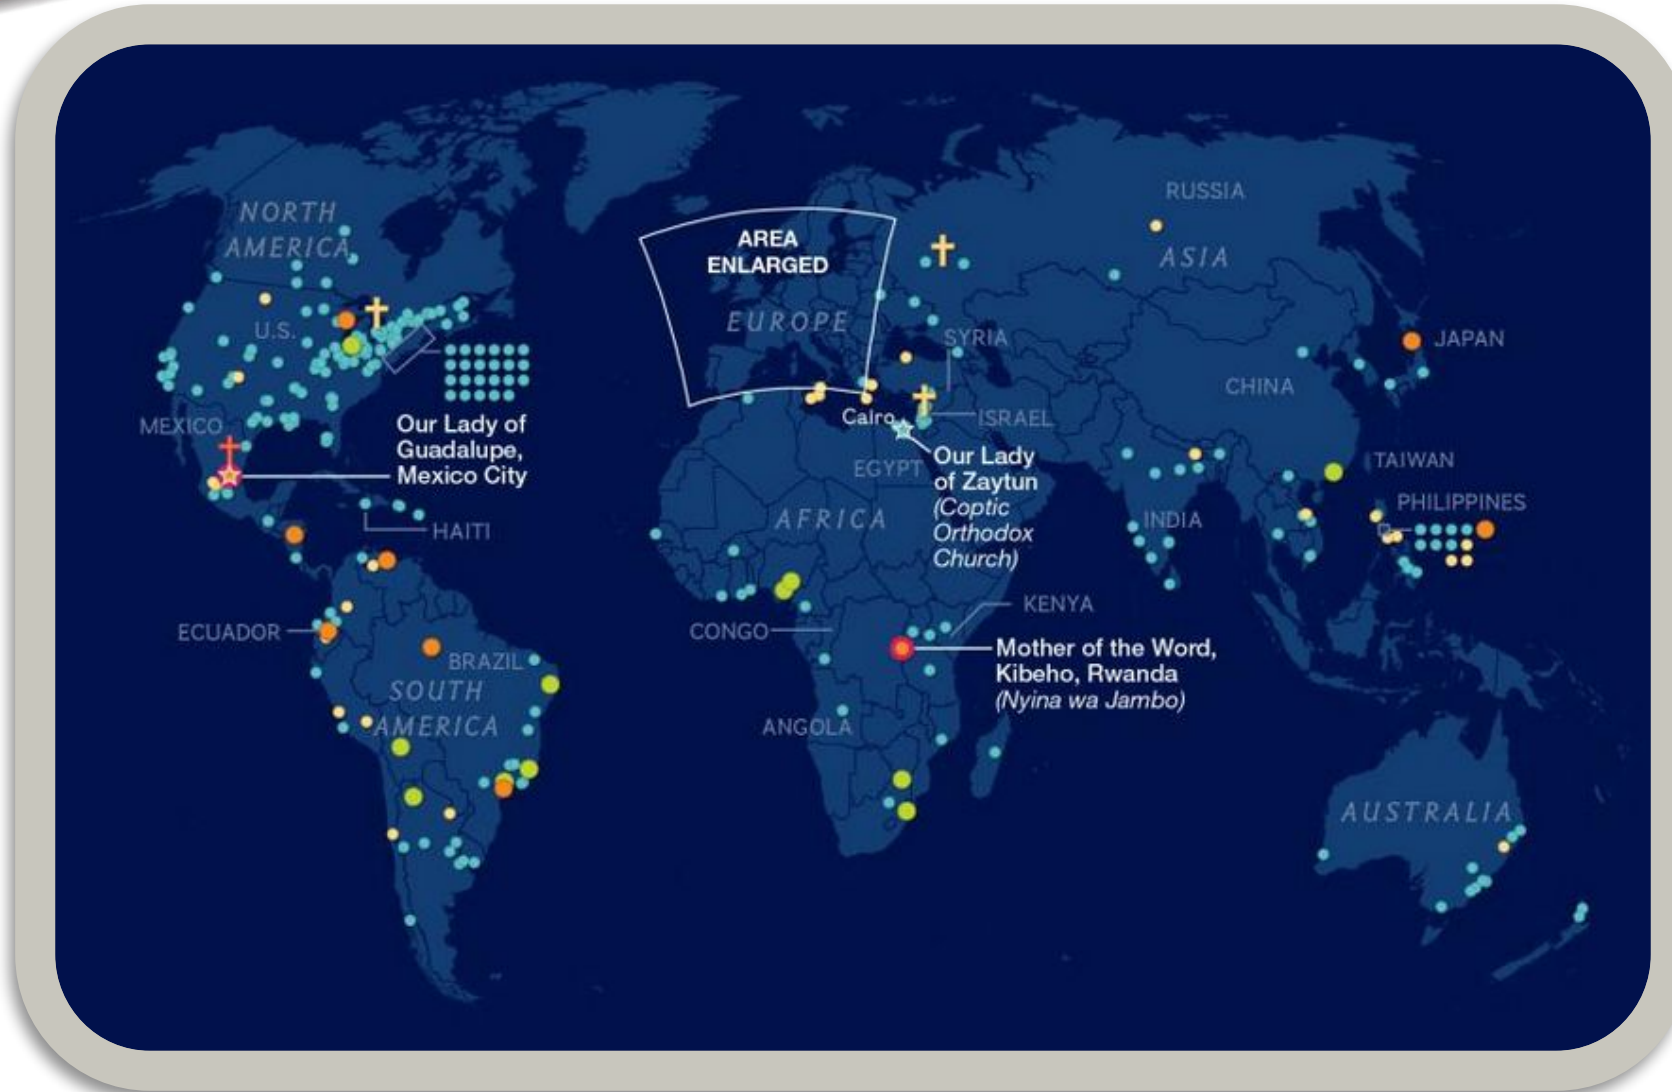 NORTH
AMERICA
U.S.
MEXICO
Our Lady of
Guadalupe,
Mexico City
HAITI
ECUADOR
BRAZIL
SOUTH
AMERICA
AREA
ENLARGED
EUROPE
SYRIA
Cairo
ISRAEL
EGYPT
Our Lady
of Zaytun
(Coptic
Orthodox
Church)
AFRICA
KENYA
CONGO
Mother of the Word,
Kibeho, Rwanda
(Nyina wa Jambo)
ANGOLA
RUSSIA
ASIA
JAPAN
CHINA
TAIWAN
PHILIPPINES
INDIA
AUSTRALIA